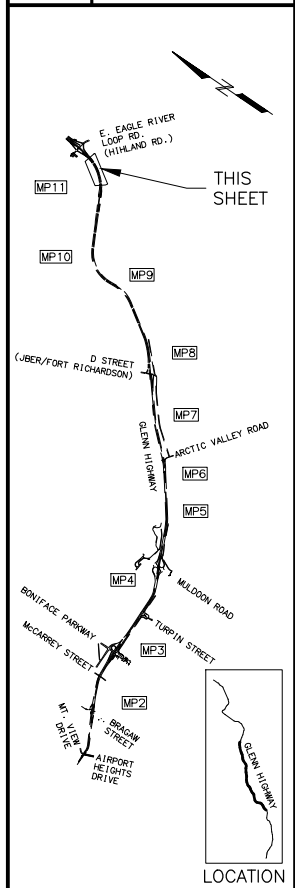 N
E. EAGLE RIVER
LOOP RD.
(HIHLAND RD.)
THIS
SHEET
MP11
MP10
MP9
MP8
D STREET
(JBER/FORT RICHARDSON)
MP7
GLENN HIGHWAY
ARCTIC VALLEY ROAD
MP6
MP5
MP4
MULDOON ROAD
BONIFACE PARKWAY
TURPIN STREET
McCARREY STREET
MP3
MP2
MT. VIEW
DRIVE
BRAGAW
STREET
AIRPORT
HEIGHTS
DRIVE
GLENN HIGHWAY
LOCATION